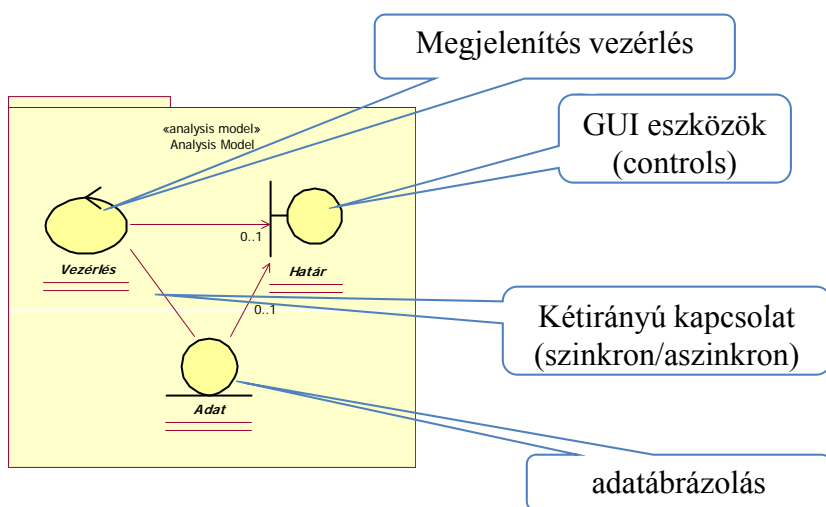 Megjelenítés vezérlés
«analysis model»
Analysis Model
GUI eszközök
(controls)
0..1
Vezérlés
Határ
0..1
Kétirányú kapcsolat
(szinkron/aszinkron)
Adat
adatábrázolás